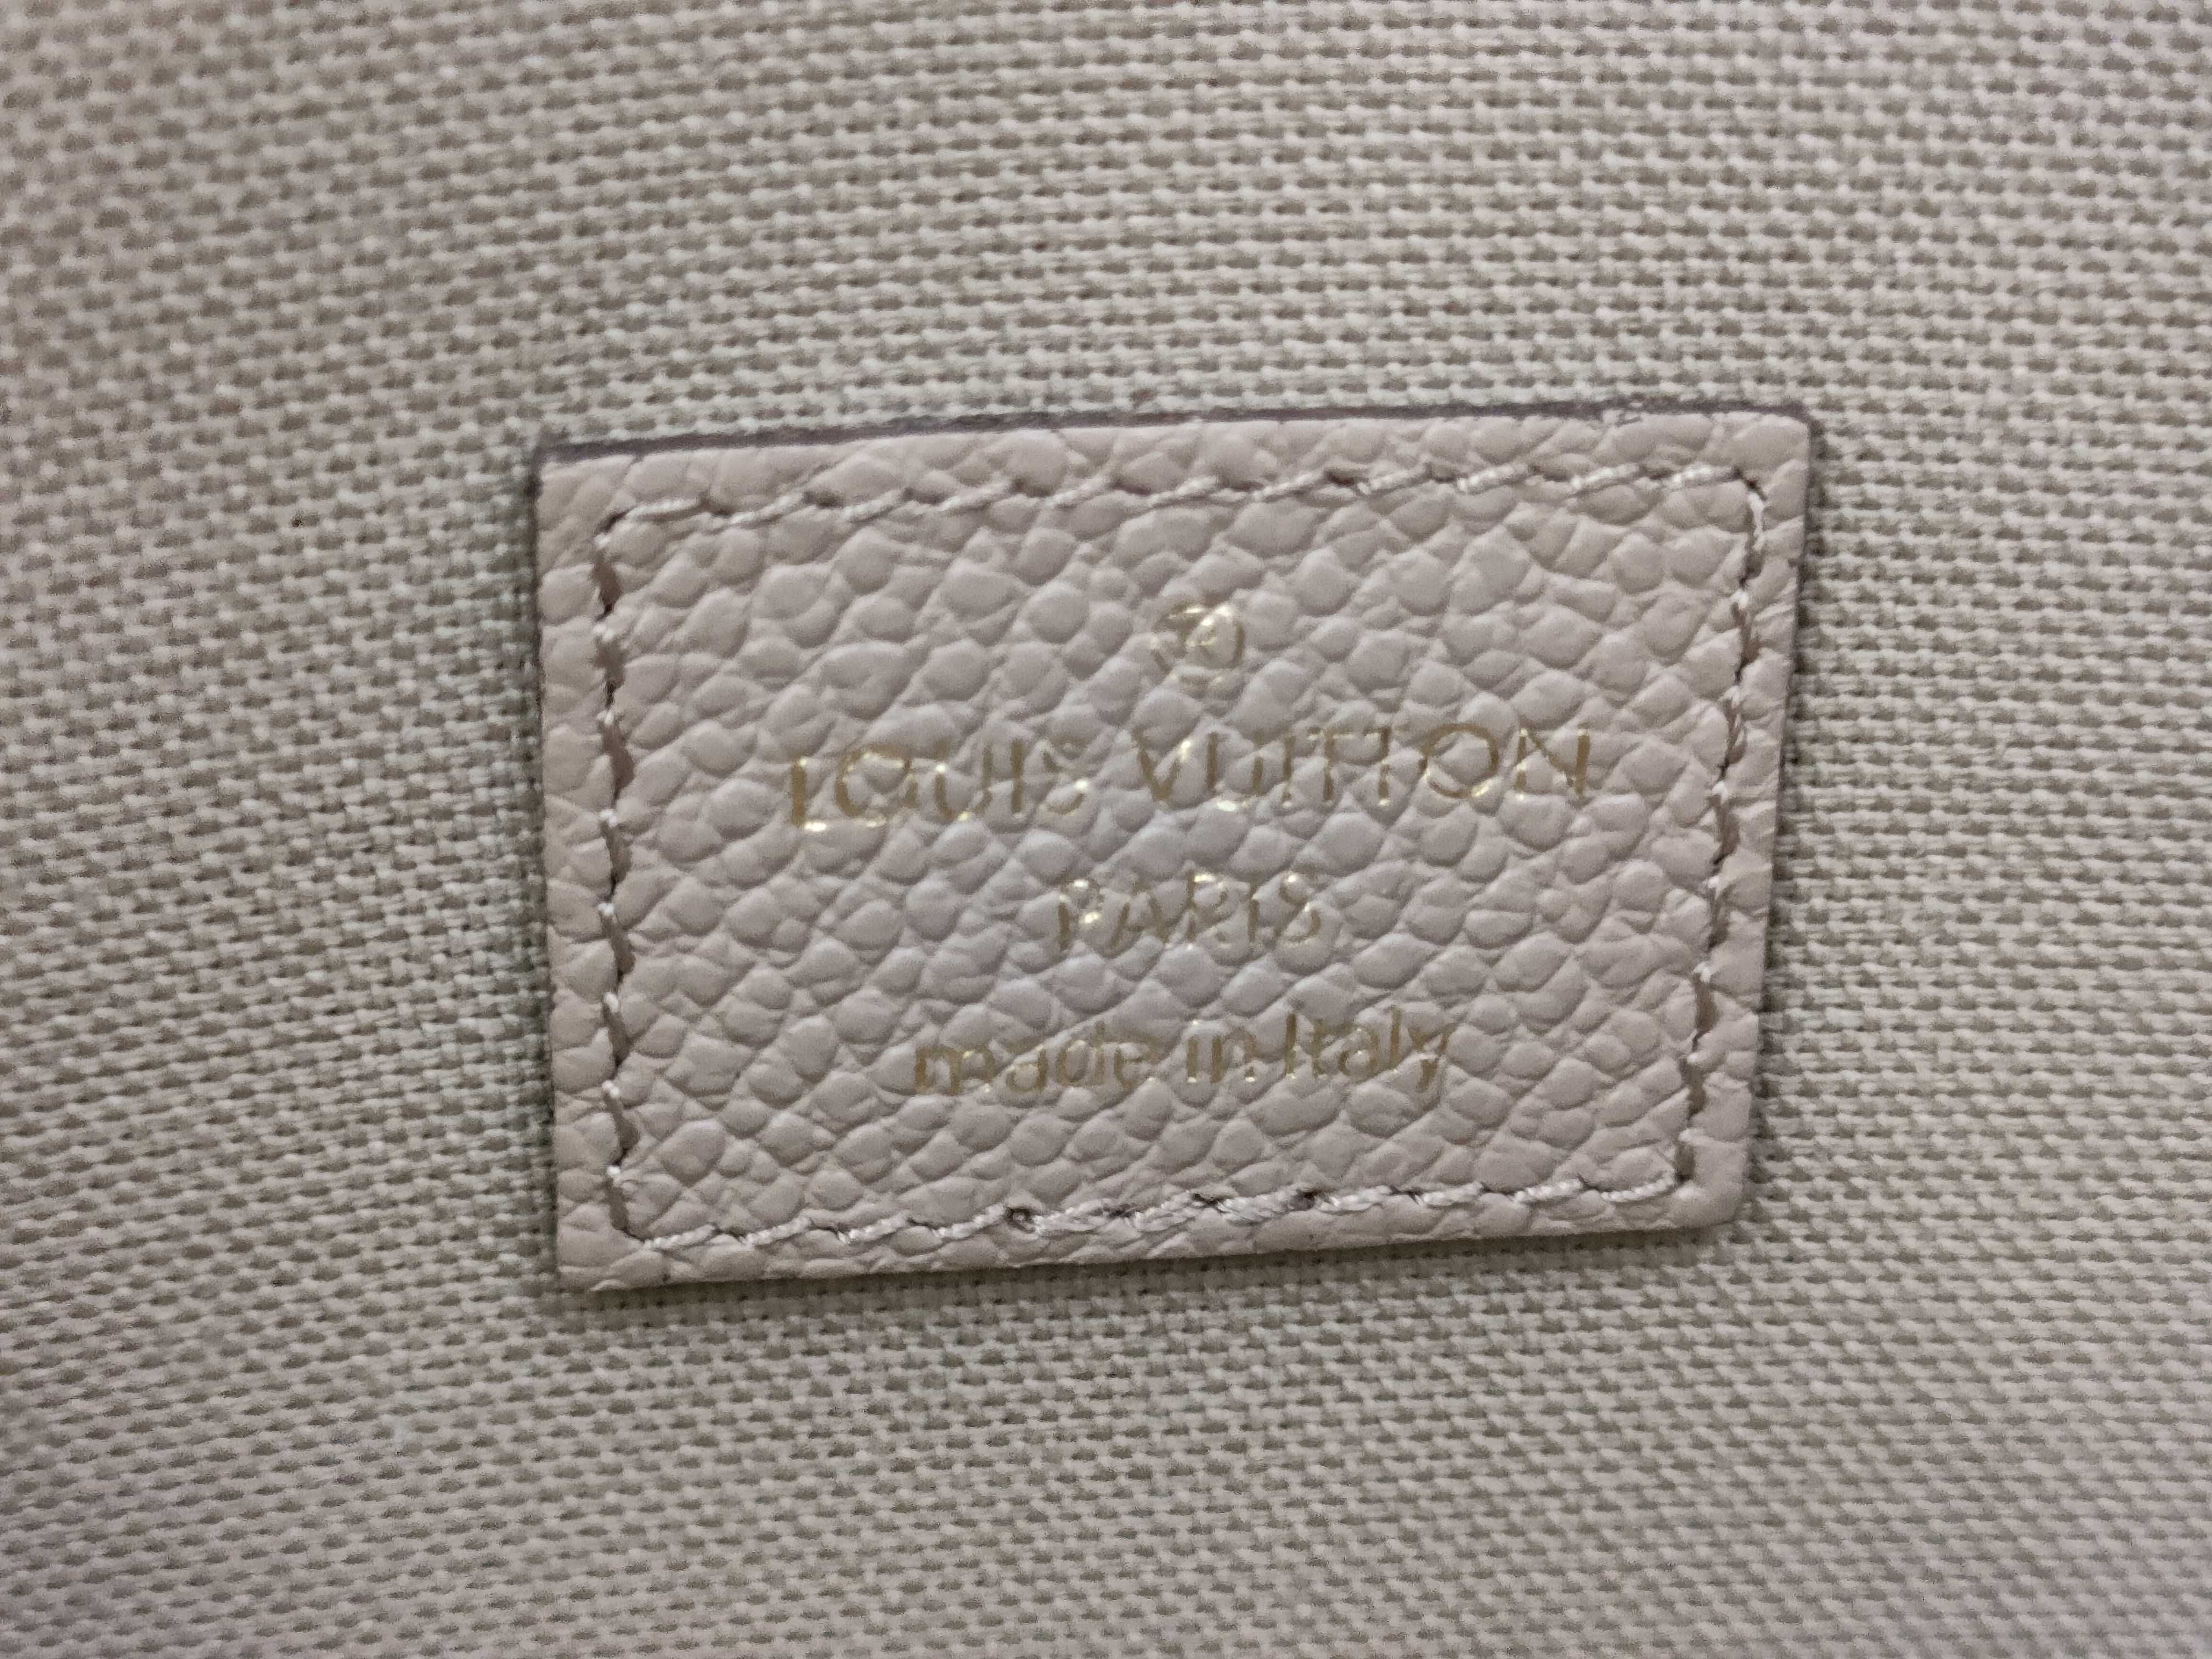 ®
LOUIS VUITTON
PARIS
made in Italy